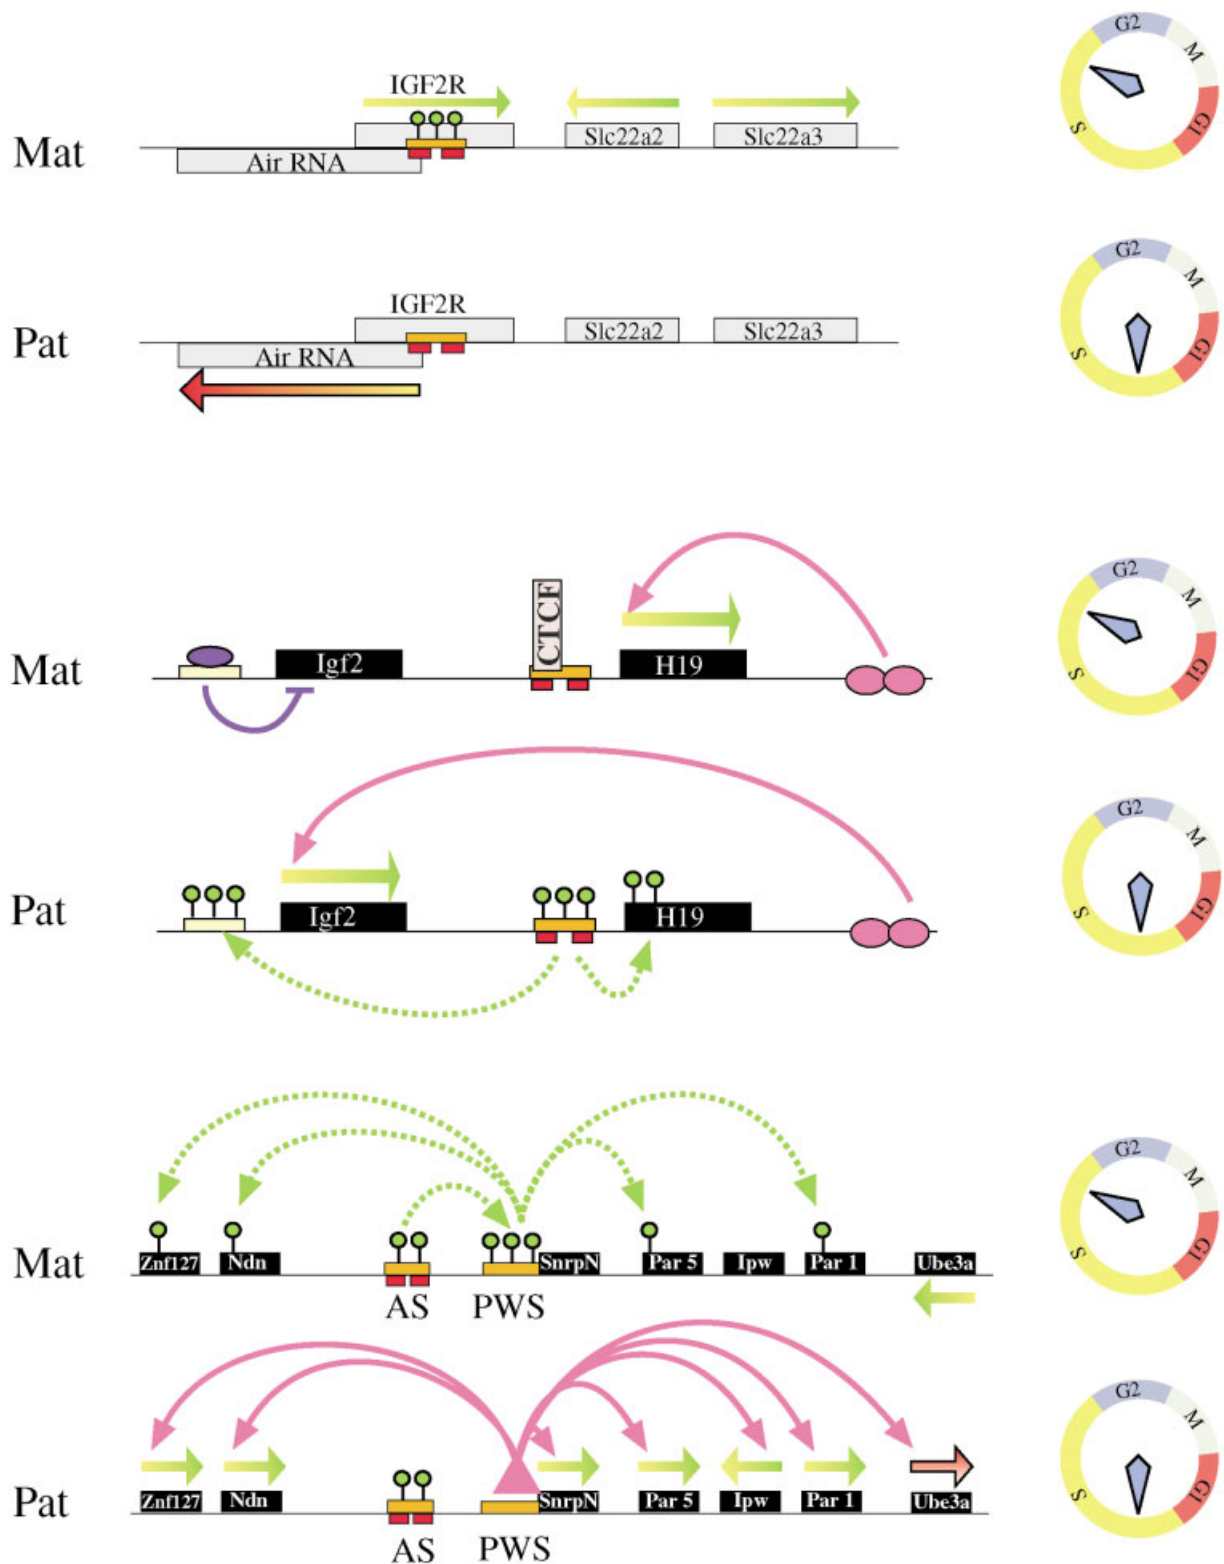 G2
M
G1
S
IGF2R
Mat
Slc22a2
Slc22a3
Air RNA
G2
M
G1
S
IGF2R
Pat
Slc22a2
Slc22a3
Air RNA
G2
M
G1
S
CTCF
Mat
Igf2
H19
G2
M
G1
S
Pat
Igf2
H19
G2
M
G1
S
Mat
Znf127
Ndn
SnrpN
Par 5
Ipw
Par 1
Ube3a
AS
PWS
G2
M
G1
S
Pat
Znf127
Ndn
SnrpN
Par 5
Ipw
Par 1
Ube3a
AS
PWS